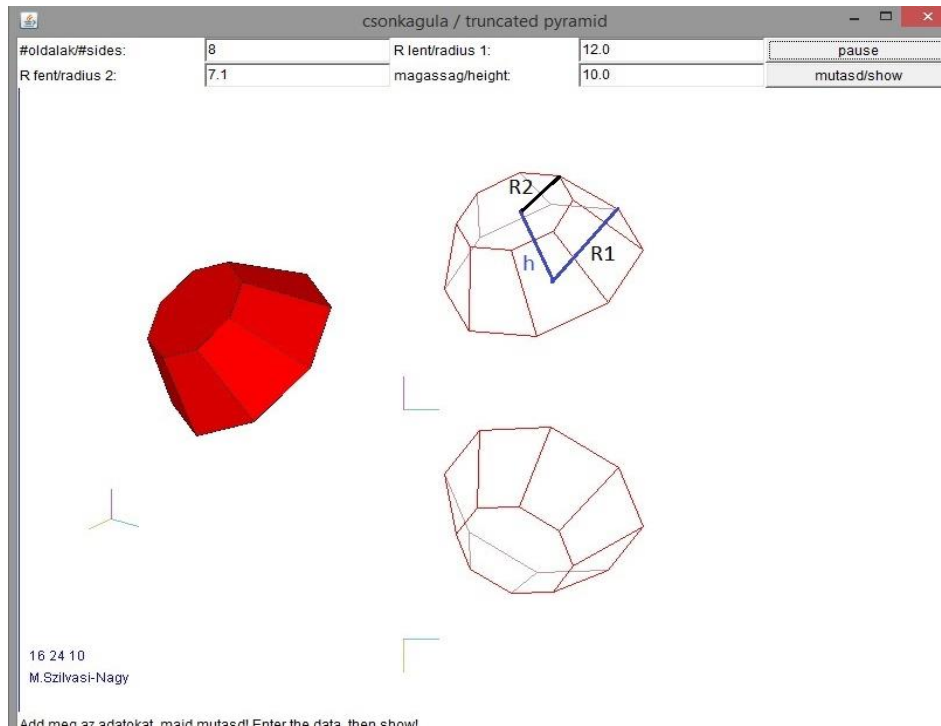 csonkagula / truncated pyramid
#oldalak/#sides: 8 R lent/radius 1: 12.0 pause
R fent/radius 2: 7.1 magassag/height: 10.0 mutasd/show
R2
R1
h
16 24 10
M.Szilvasi-Nagy
Add meg az adatokat, majd mutasd! Enter the data, then show!